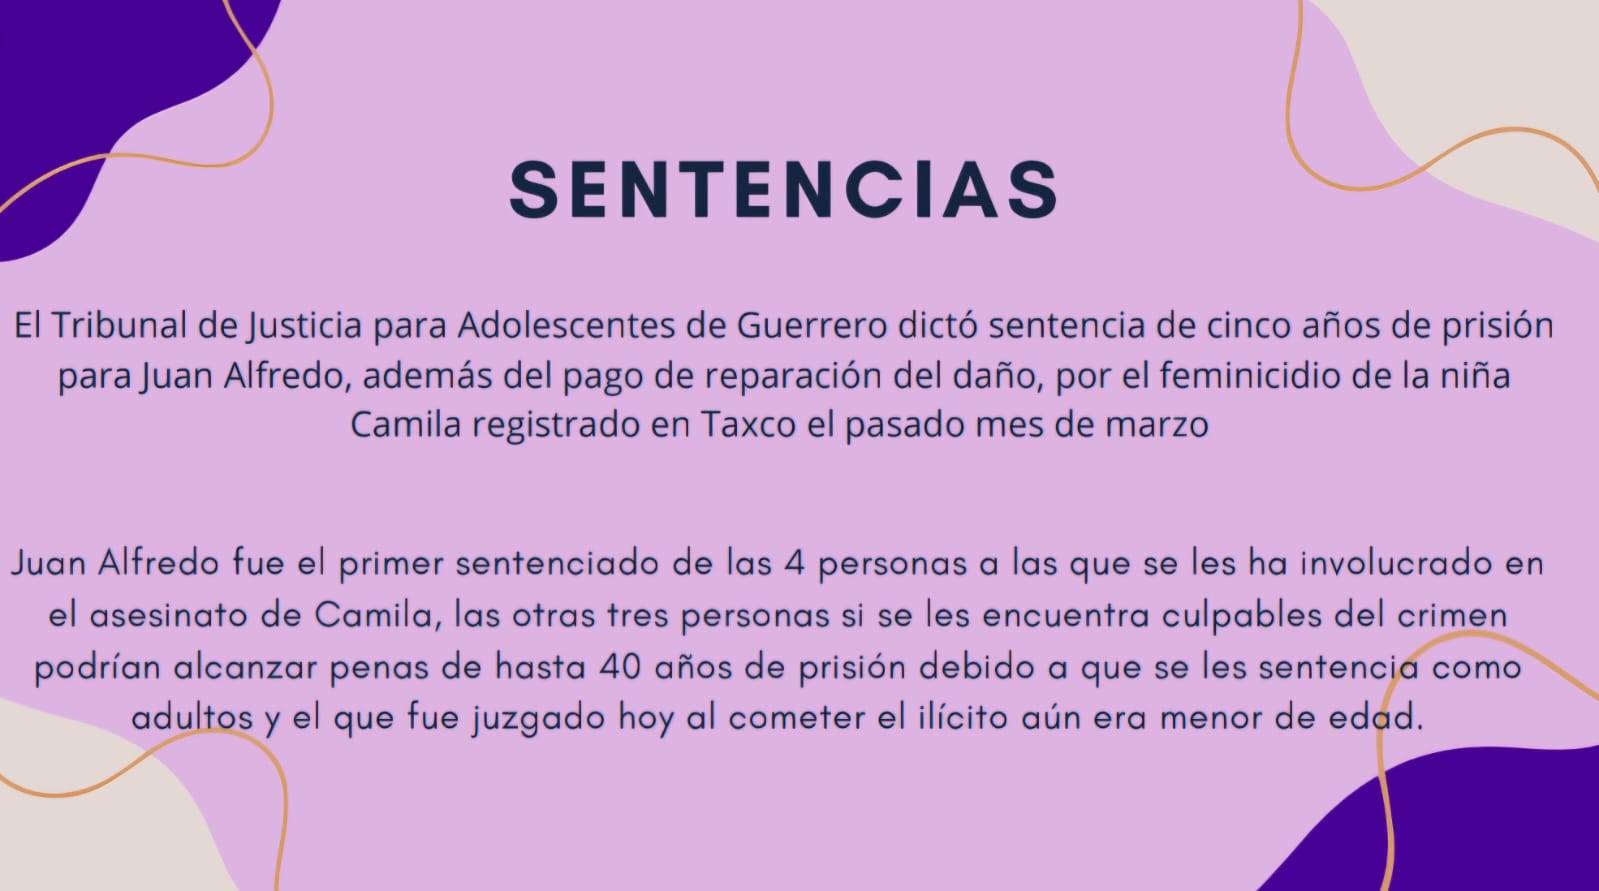 SENTENCIAS
El Tribunal de Justicia para Adolescentes de Guerrero dictó sentencia de cinco años de prisión
para Juan Alfredo, además del pago de reparación del daño, por el feminicidio de la niña
Camila registrado en Taxco el pasado mes de marzo
Juan Alfredo fue el primer sentenciado de las 4 personas a las que se les ha involucrado en
el asesinato de Camila, las otras tres personas si se les encuentra culpables del crimen
podrían alcanzar penas de hasta 40 años de prisión debido a que se les sentencia como
adultos y el que fue juzgado hoy al cometer el ilícito aún era menor de edad.